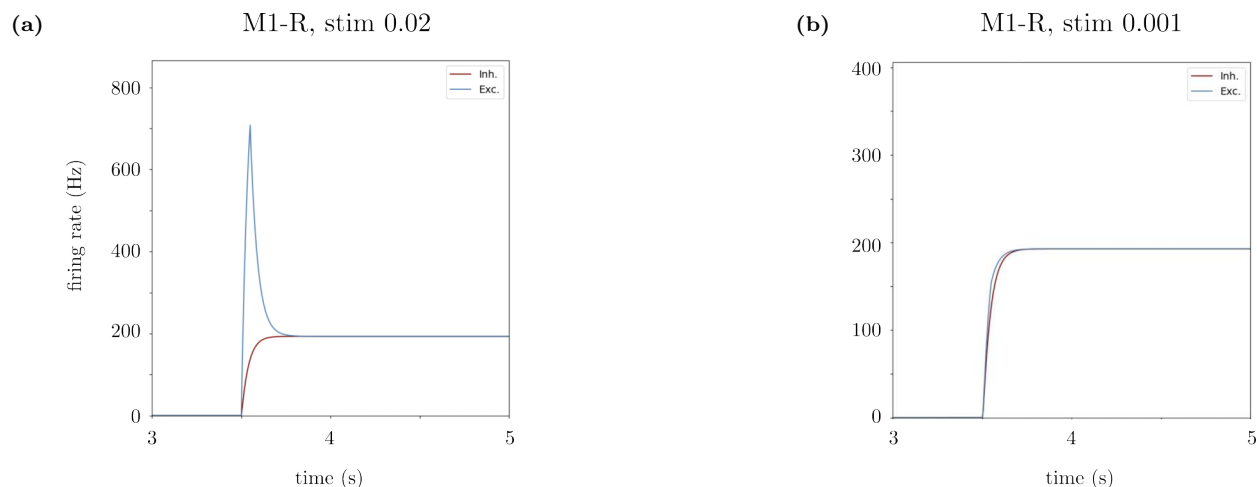 (a) M1-R, stim 0.02
800
600
400
200
0
firing rate (Hz)
Inh.
Exc.
3 4 5
time (s)
(b) M1-R, stim 0.001
400
300
200
100
0
Inh.
Exc.
3 4 5
time (s)